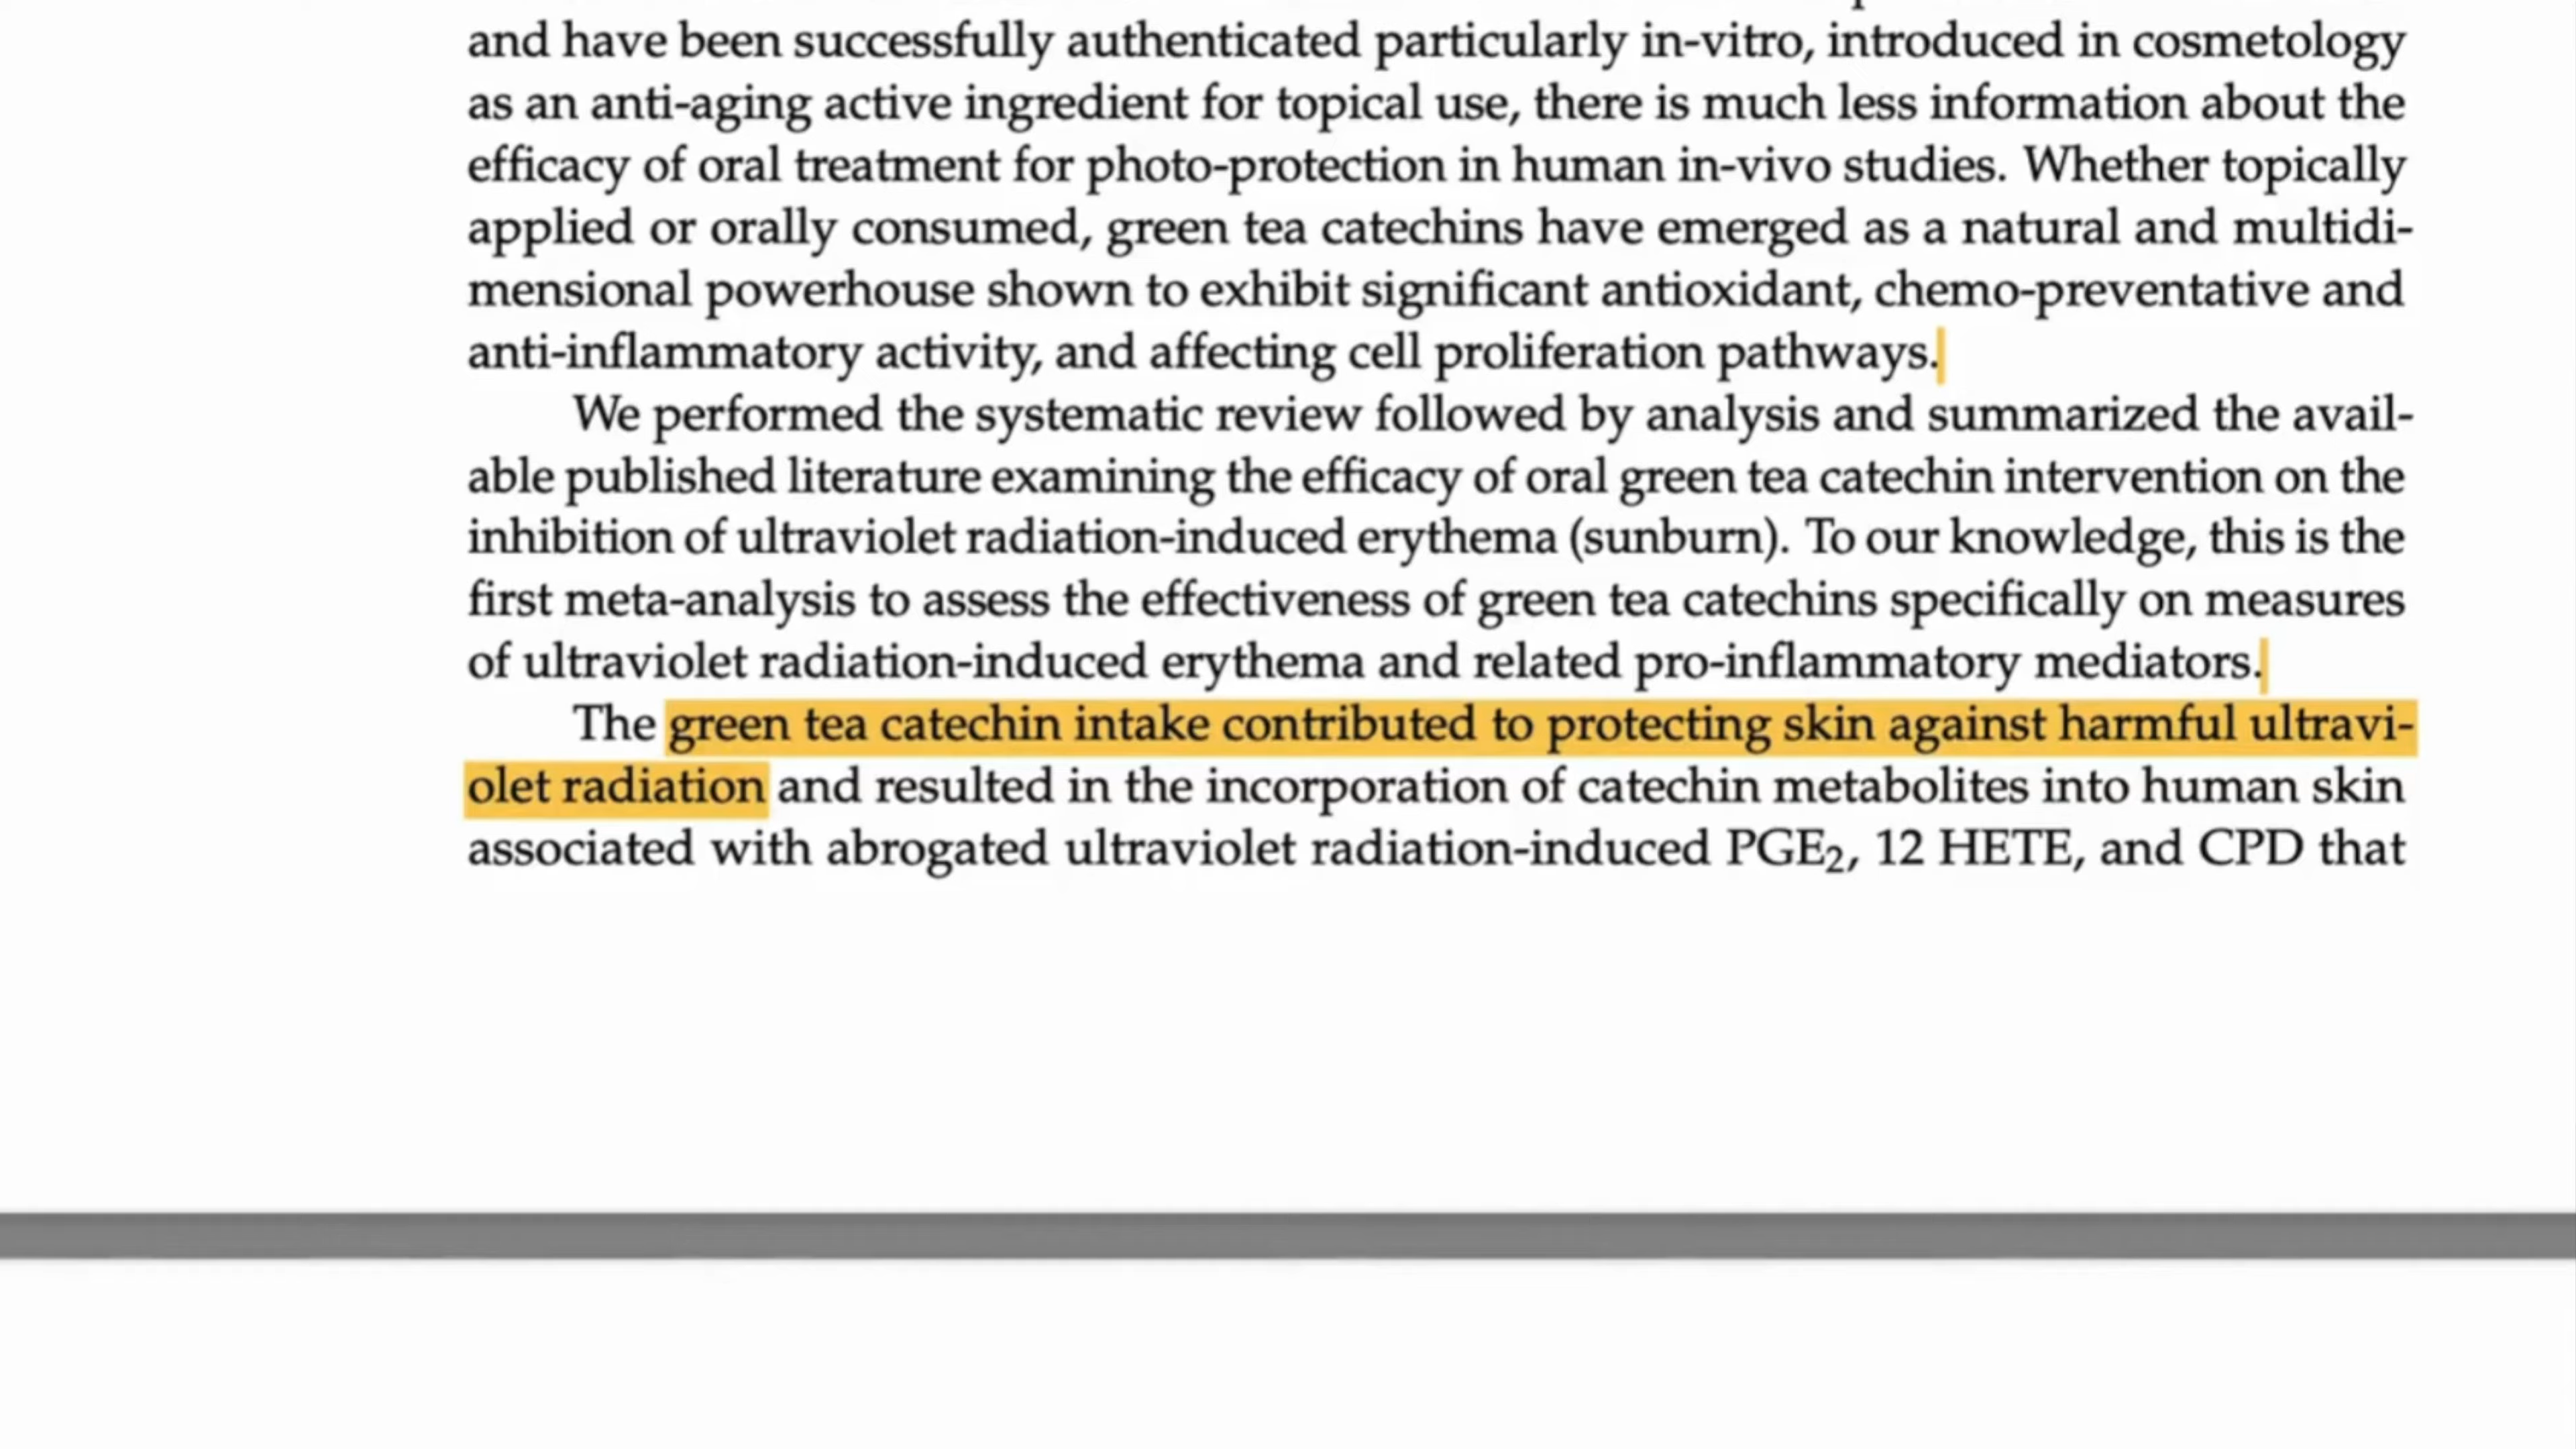 and have been successfully authenticated particularly in-vitro, introduced in cosmetology
as an anti-aging active ingredient for topical use, there is much less information about the
efficacy of oral treatment for photo-protection in human in-vivo studies. Whether topically
applied or orally consumed, green tea catechins have emerged as a natural and multidi-
mensional powerhouse shown to exhibit significant antioxidant, chemo-preventative and
anti-inflammatory activity, and affecting cell proliferation pathways.
We performed the systematic review followed by analysis and summarized the avail-
able published literature examining the efficacy of oral green tea catechin intervention on the
inhibition of ultraviolet radiation-induced erythema (sunburn). To our knowledge, this is the
first meta-analysis to assess the effectiveness of green tea catechins specifically on measures
of ultraviolet radiation-induced erythema and related pro-inflammatory mediators.
The green tea catechin intake contributed to protecting skin against harmful ultravi-
olet radiation and resulted in the incorporation of catechin metabolites into human skin
associated with abrogated ultraviolet radiation-induced PGE₂, 12 HETE, and CPD that